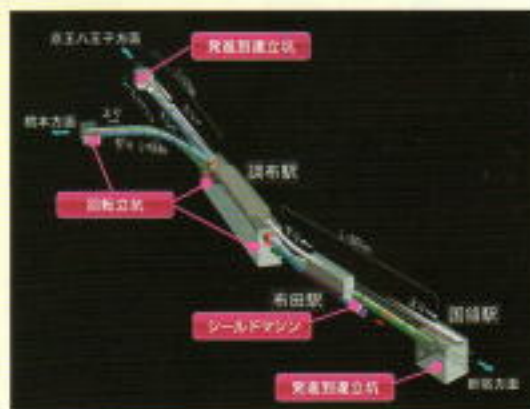 京王八王子方面
発進到達立坑
橋本方面
調布駅
回転立坑
布田駅
シールドマシン
国領駅
発進到達立坑
新宿方面